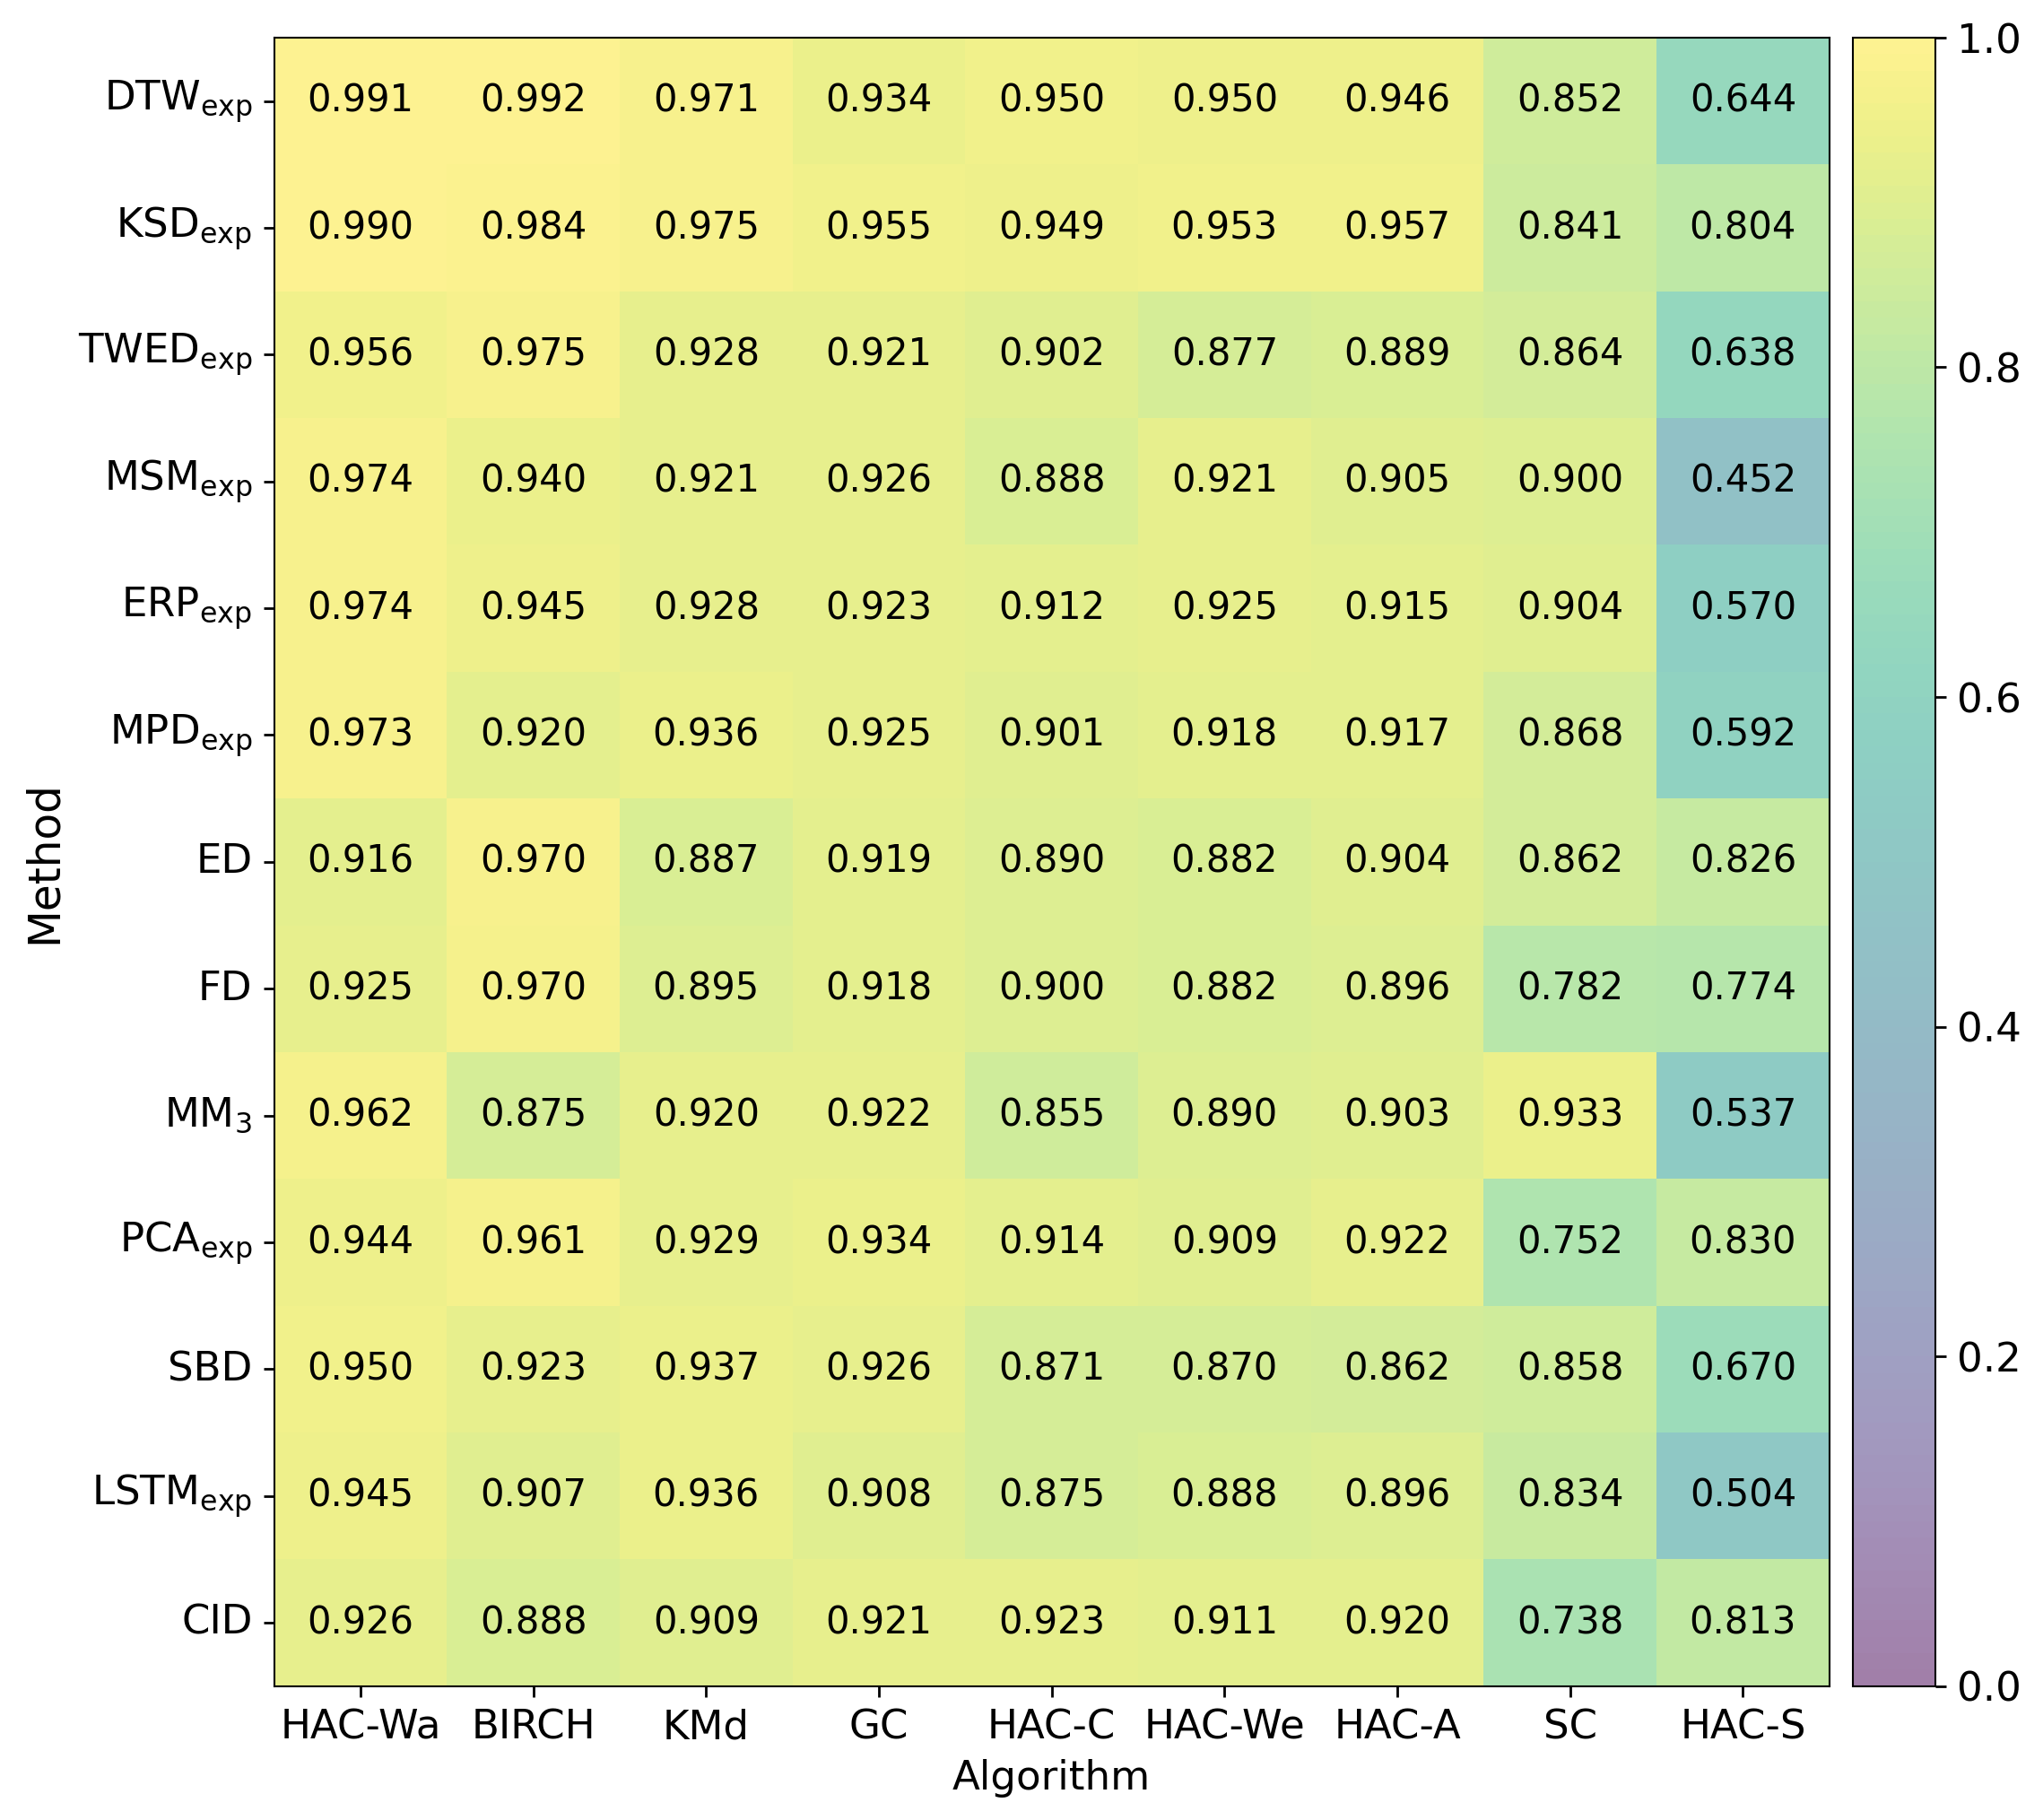 DTWexp 0.991 0.992 0.971 0.934 0.950 0.950 0.946 0.852 0.644
KSDexp 0.990 0.984 0.975 0.955 0.949 0.953 0.957 0.841 0.804
TWEDexp 0.956 0.975 0.928 0.921 0.902 0.877 0.889 0.864 0.638
MSMexp 0.974 0.940 0.921 0.926 0.888 0.921 0.905 0.900 0.452
ERPexp 0.974 0.945 0.928 0.923 0.912 0.925 0.915 0.904 0.570
MPDexp 0.973 0.920 0.936 0.925 0.901 0.918 0.917 0.868 0.592
ED 0.916 0.970 0.887 0.919 0.890 0.882 0.904 0.862 0.826
FD 0.925 0.970 0.895 0.918 0.900 0.882 0.896 0.782 0.774
MM3 0.962 0.875 0.920 0.922 0.855 0.890 0.903 0.933 0.537
PCAexp 0.944 0.961 0.929 0.934 0.914 0.909 0.922 0.752 0.830
SBD 0.950 0.923 0.937 0.926 0.871 0.870 0.862 0.858 0.670
LSTMexp 0.945 0.907 0.936 0.908 0.875 0.888 0.896 0.834 0.504
CID 0.926 0.888 0.909 0.921 0.923 0.911 0.920 0.738 0.813
HAC-Wa BIRCH KMd GC HAC-C HAC-We HAC-A SC HAC-S
Algorithm
Method
1.0
0.8
0.6
0.4
0.2
0.0